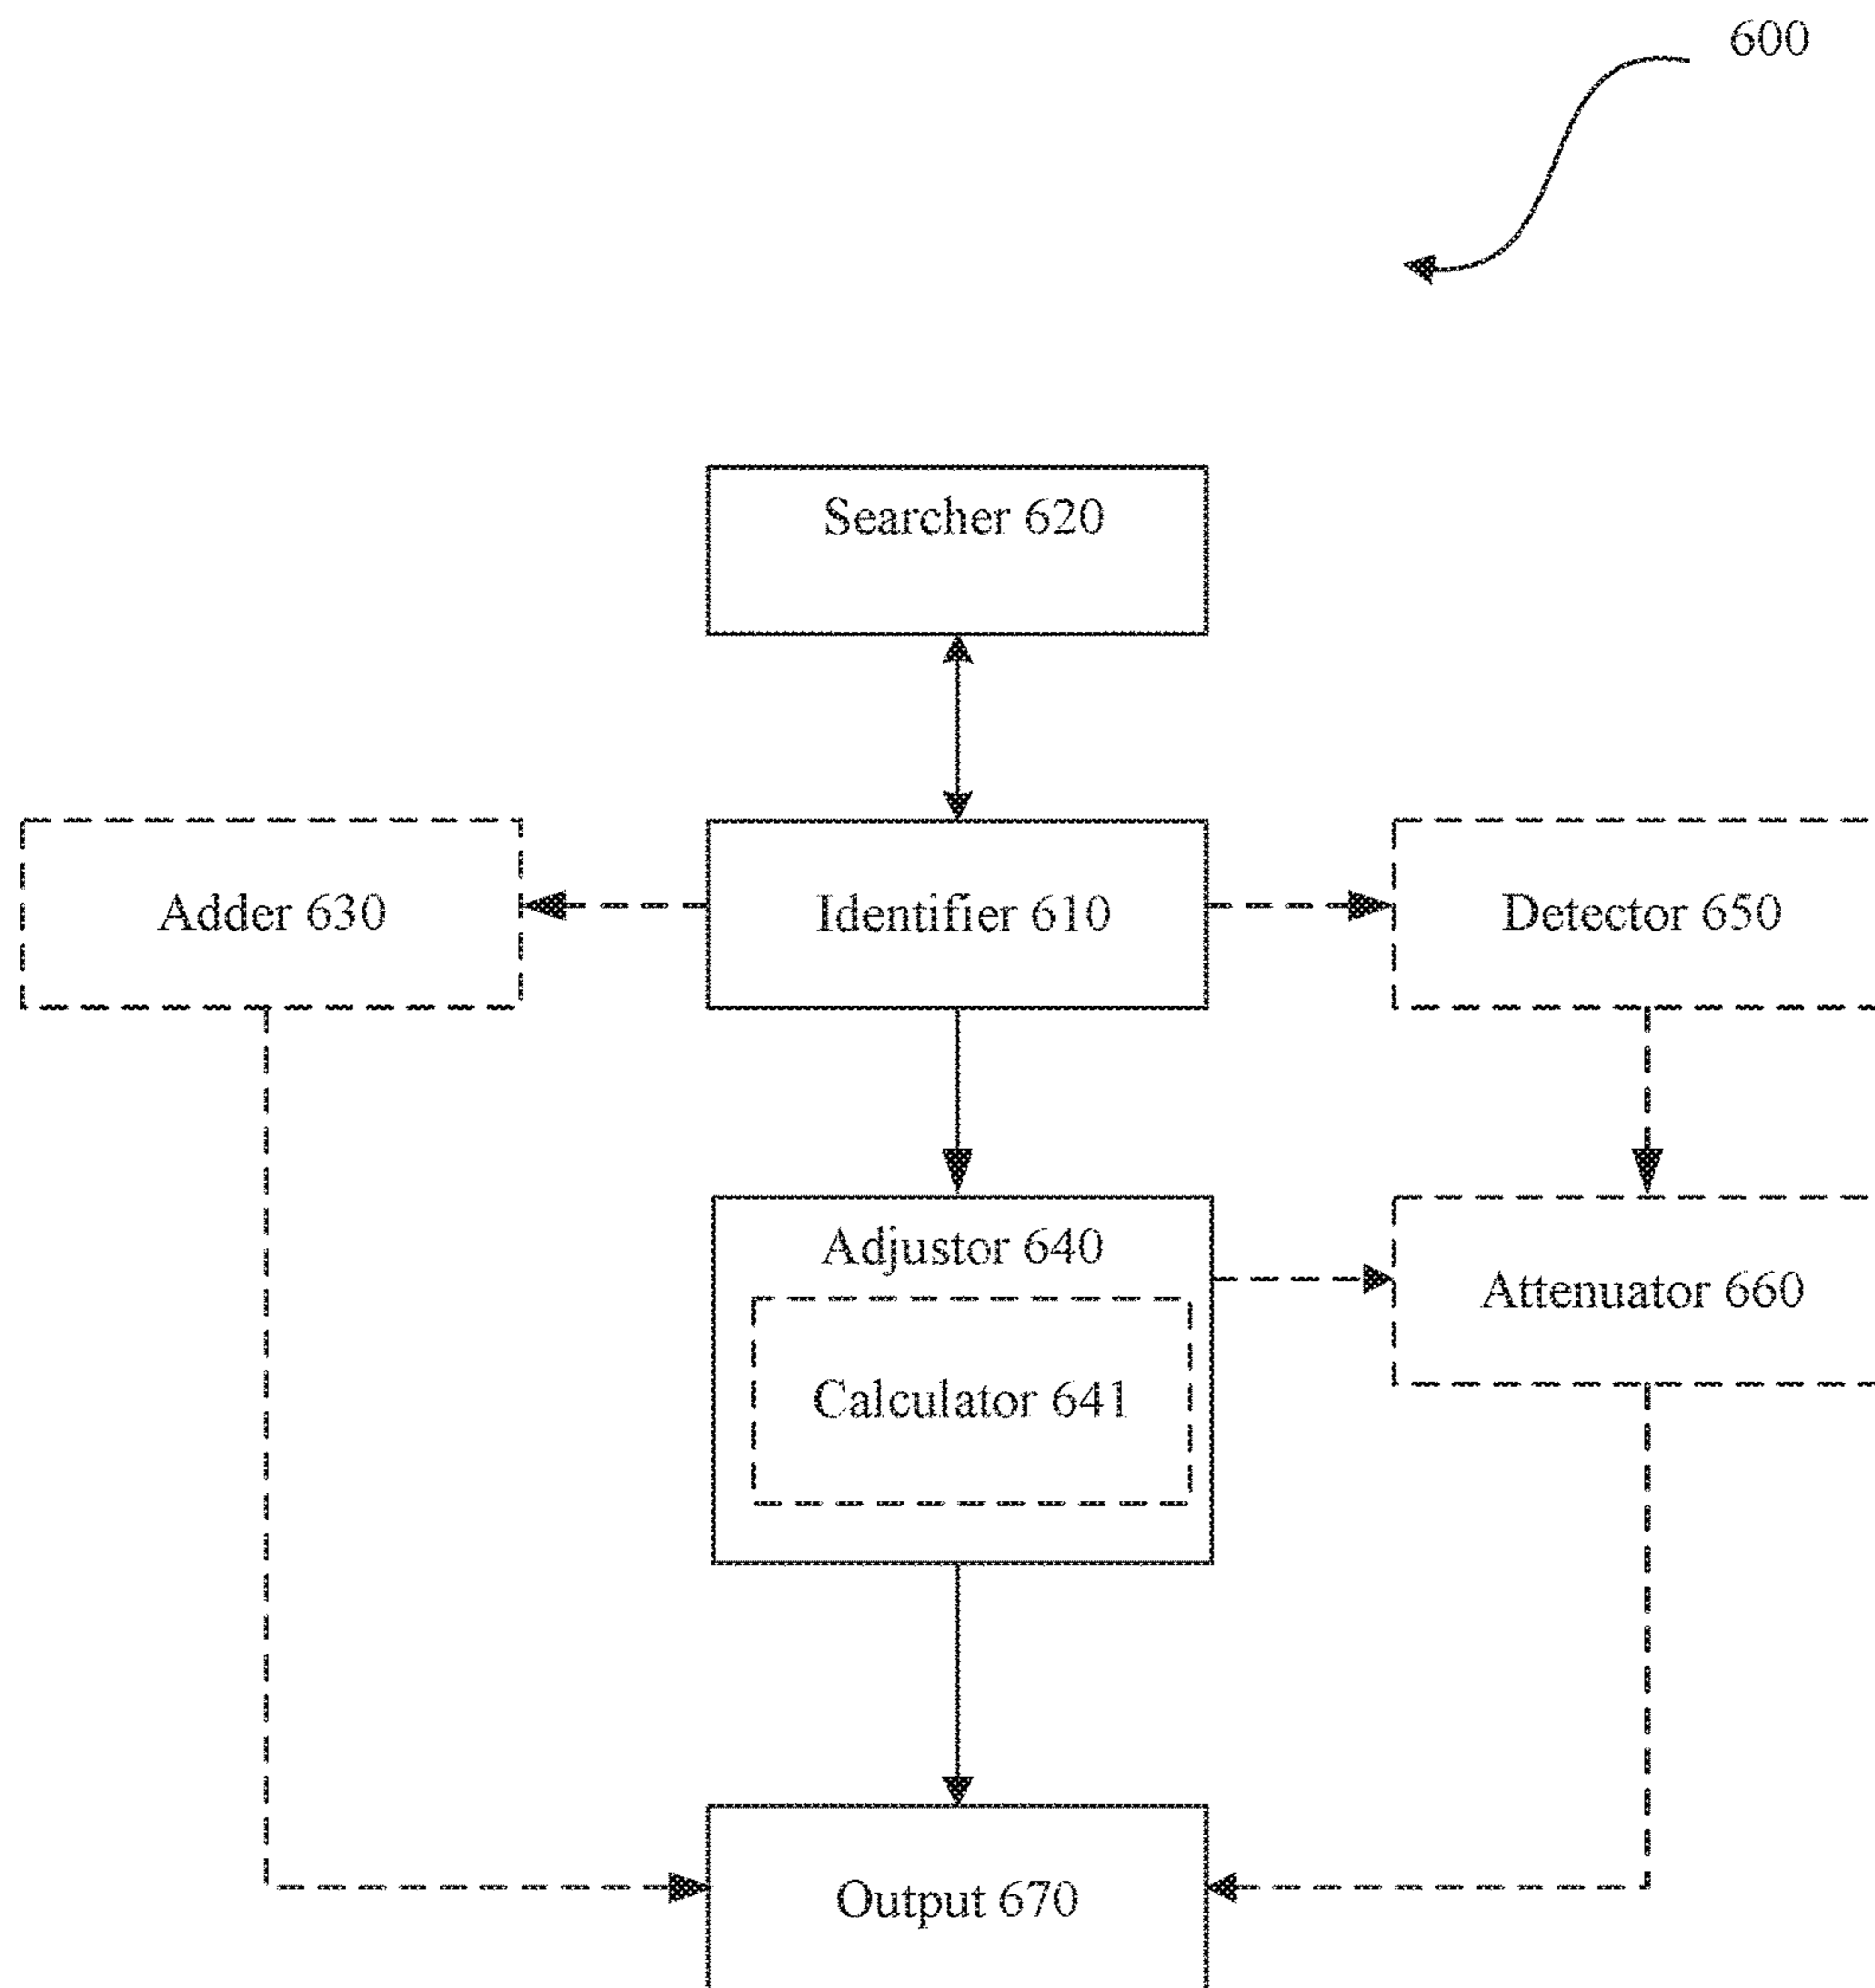 600
Searcher 620
Adder 630
Identifier 610
Detector 650
Adjustor 640
Attenuator 660
Calculator 641
Output 670